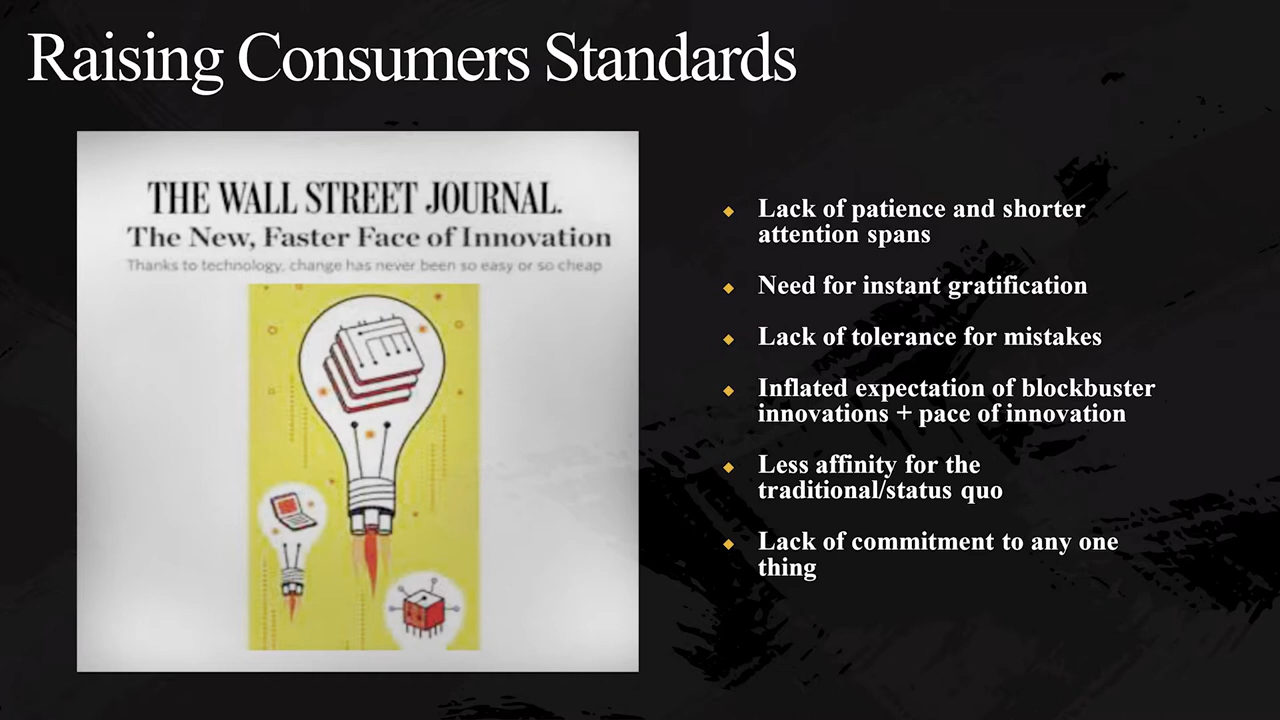 Raising Consumers Standards
THE WALL STREET JOURNAL.
The New, Faster Face of Innovation
Thanks to technology, change has never been so easy or so cheap
Lack of patience and shorter
attention spans
Need for instant gratification
Lack of tolerance for mistakes
Inflated expectation of blockbuster
innovations + pace of innovation
Less affinity for the
traditional/status quo
Lack of commitment to any one
thing